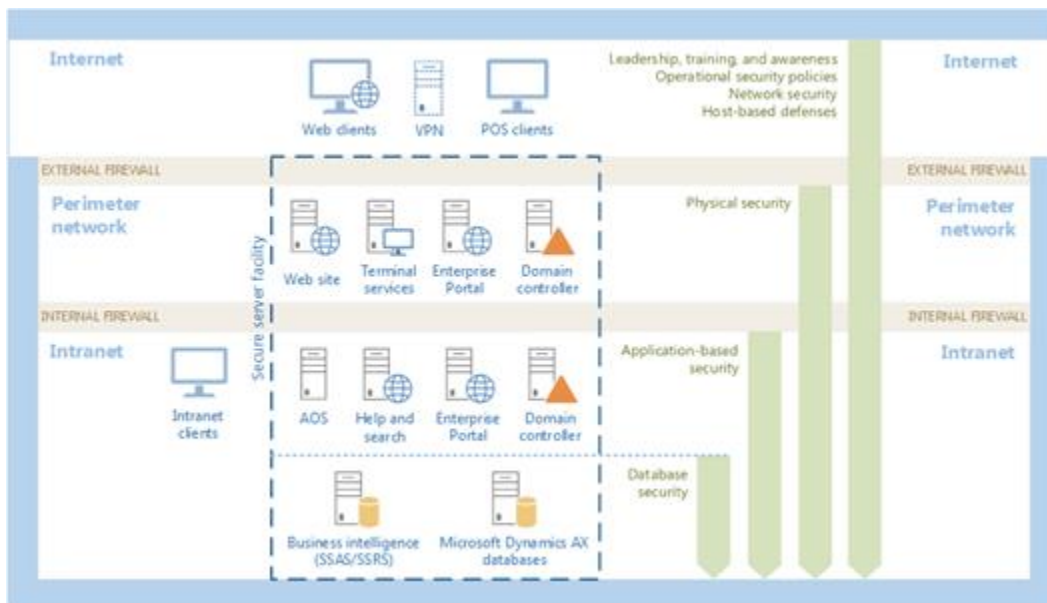 Internet
Leadership, training, and awareness
Internet
Operational security policies
Network security
Host-based defenses
Web clients
VPN
POS clients
EXTERNAL FIREWALL
EXTERNAL FIREWALL
Perimeter
network
Physical security
Perimeter
network
Secure server facility
Web site
Terminal
services
Enterprise
Portal
Domain
controller
INTERNAL FIREWALL
INTERNAL FIREWALL
Intranet
Application-based
security
Intranet
Intranet
clients
AOS
Help and
search
Enterprise
Portal
Domain
controller
Database
security
Business intelligence
(SSAS/SSRS)
Microsoft Dynamics AX
databases